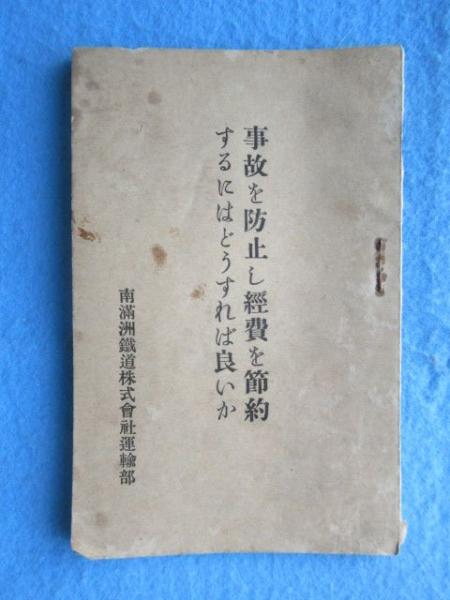 事故を防止し經費を節約
するにはどうすれば良いか
南滿洲鐵道株式會社運輸部